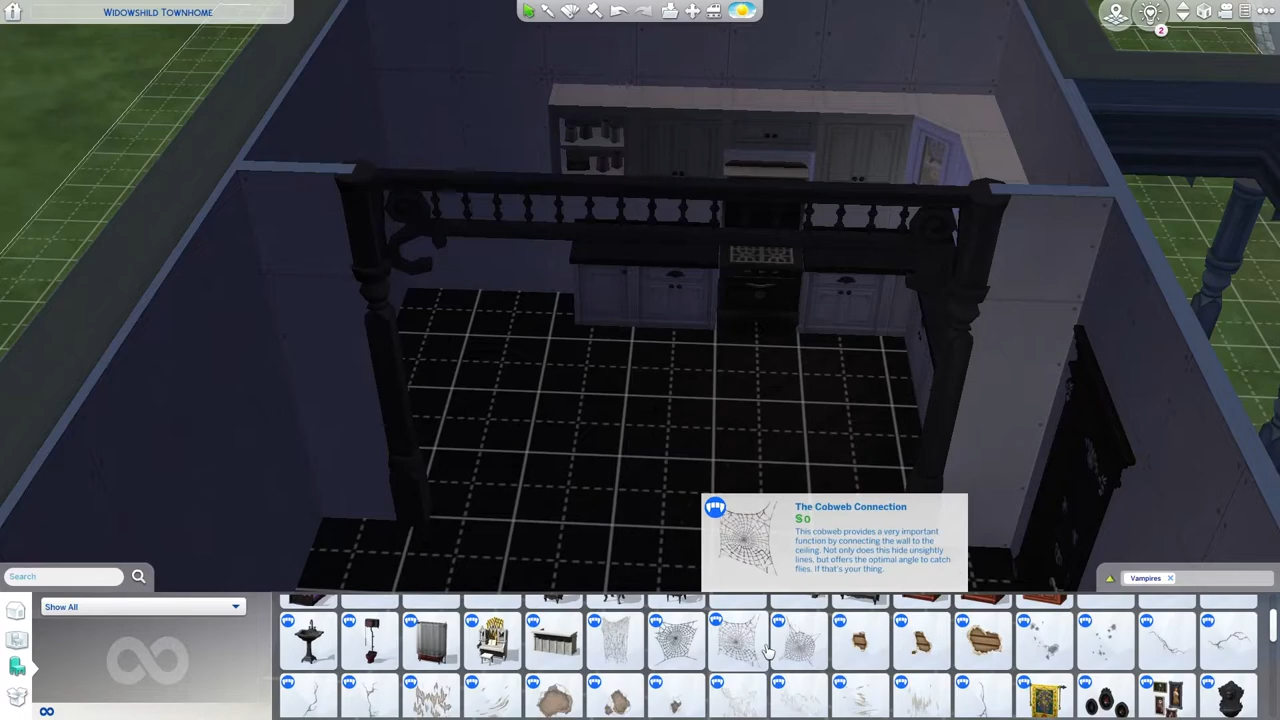 Widowshild Townhome
2
The Cobweb Connection
§0
This cobweb provides a very important
function by connecting the wall to the
ceiling. Not only does this hide unsightly
lines, but offers the optimal angle to catch
flies. If that's your thing.
Search
Vampires
Show All